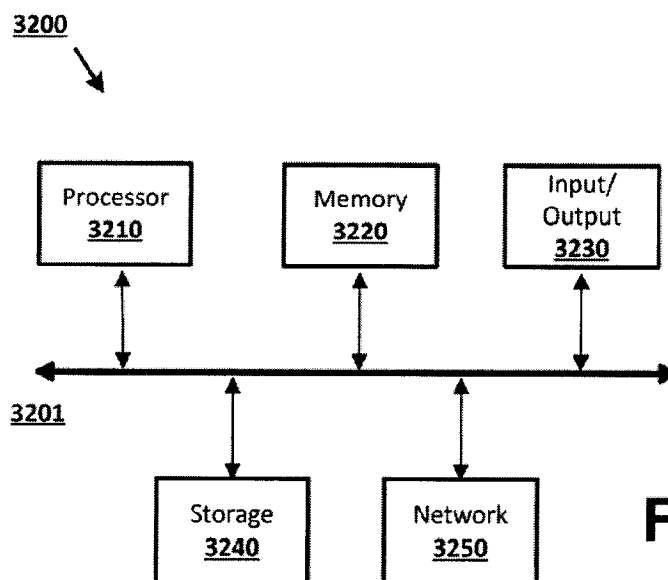 3200
Processor
3210
Memory
3220
Input/
Output
3230
3201
Storage
3240
Network
3250
F